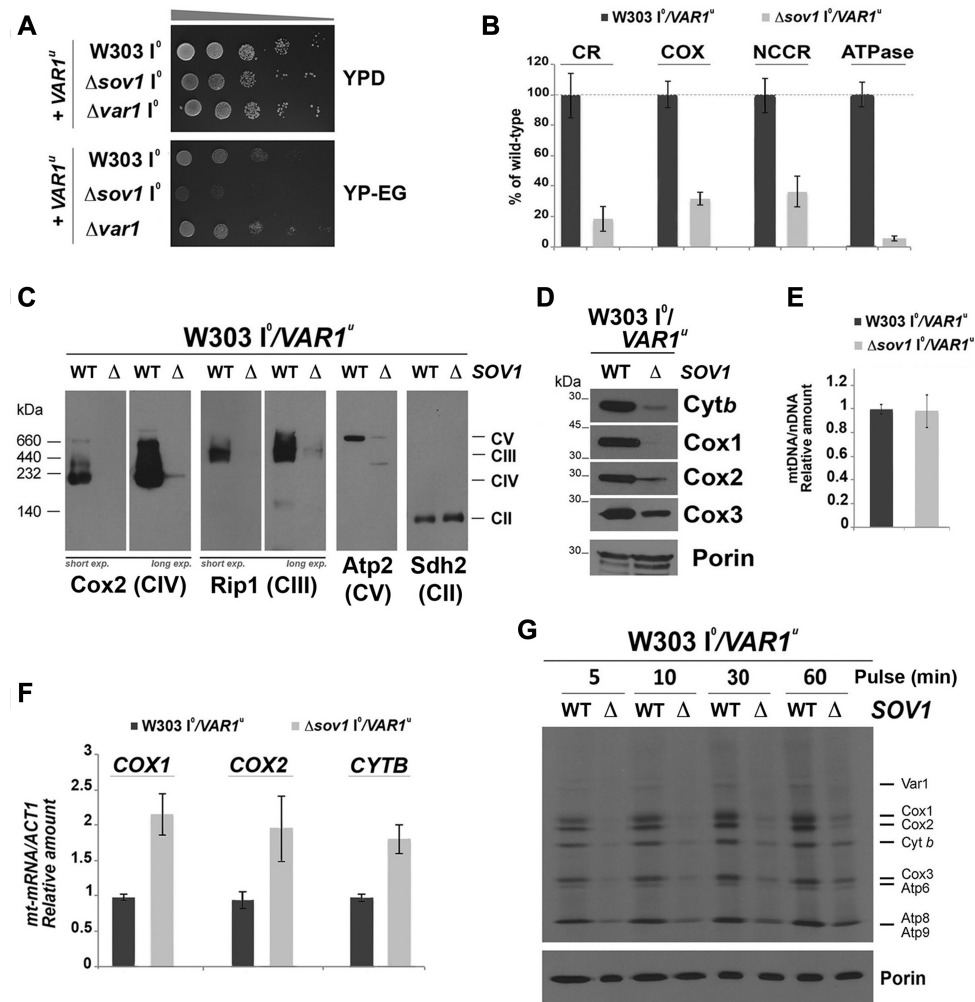 A
+ VAR1ᵘ
W303 I⁰
Δsov1 I⁰
Δvar1 I⁰
YPD
+ VAR1ᵘ
W303 I⁰
Δsov1 I⁰
Δvar1
YP-EG
B
W303 I⁰/VAR1ᵘ
Δsov1 I⁰/VAR1ᵘ
CR COX NCCR ATPase
% of wild-type
120
100
80
60
40
20
0
C
W303 I⁰/VAR1ᵘ
WT Δ WT Δ WT Δ WT Δ WT Δ WT Δ SOV1
kDa
660
440
232
140
CV
CIII
CIV
CII
short exp. long exp. short exp. long exp.
Cox2 (CIV) Rip1 (CIII) Atp2 (CV) Sdh2 (CII)
D
W303 I⁰/
VAR1ᵘ
kDa WT Δ SOV1
30 Cytb
45 Cox1
30
30 Cox2
30 Cox3
30 Porin
E
W303 I⁰/VAR1ᵘ
Δsov1 I⁰/VAR1ᵘ
mtDNA/nDNA
Relative amount
1.2
1
0.8
0.6
0.4
0.2
0
F
W303 I⁰/VAR1ᵘ
Δsov1 I⁰/VAR1ᵘ
COX1 COX2 CYTB
mt-mRNA/ACT1
Relative amount
3
2.5
2
1.5
1
0.5
0
G
W303 I⁰/VAR1ᵘ
5 10 30 60 Pulse (min)
WT Δ WT Δ WT Δ WT Δ SOV1
Var1
Cox1
Cox2
Cyt b
Cox3
Atp6
Atp8
Atp9
Porin